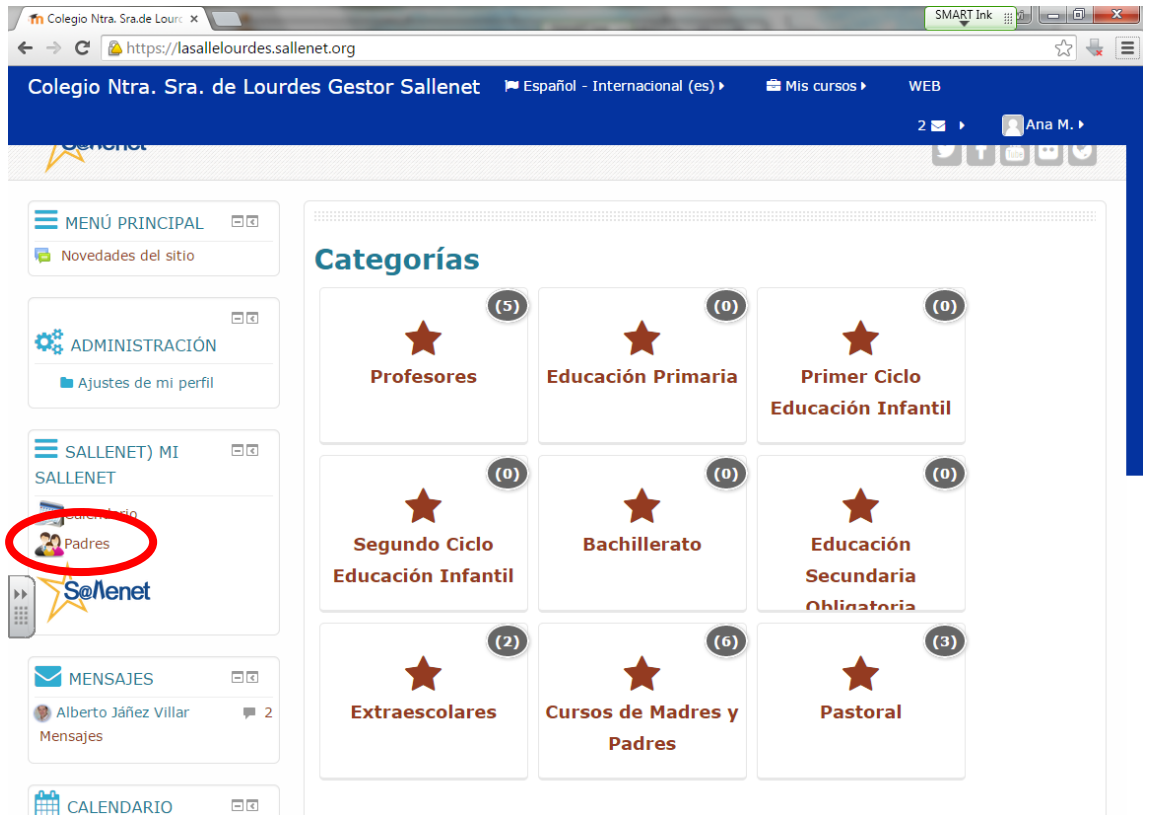 Colegio Ntra. Sra.de Lourd
SMART Ink
https://lasallelourdes.sallenet.org
Colegio Ntra. Sra. de Lourdes Gestor Sallenet
Español - Internacional (es)
Mis cursos
WEB
2
Ana M.
S@llenet
MENÚ PRINCIPAL
Novedades del sitio
ADMINISTRACIÓN
Ajustes de mi perfil
SALLENET) MI
SALLENET
Calendario
Padres
S@llenet
MENSAJES
Alberto Jáñez Villar
2
Mensajes
CALENDARIO
Categorías
(5)
Profesores
(0)
Educación Primaria
(0)
Primer Ciclo
Educación Infantil
(0)
Segundo Ciclo
Educación Infantil
(0)
Bachillerato
(0)
Educación
Secundaria
Obligatoria
(2)
Extraescolares
(6)
Cursos de Madres y
Padres
(3)
Pastoral